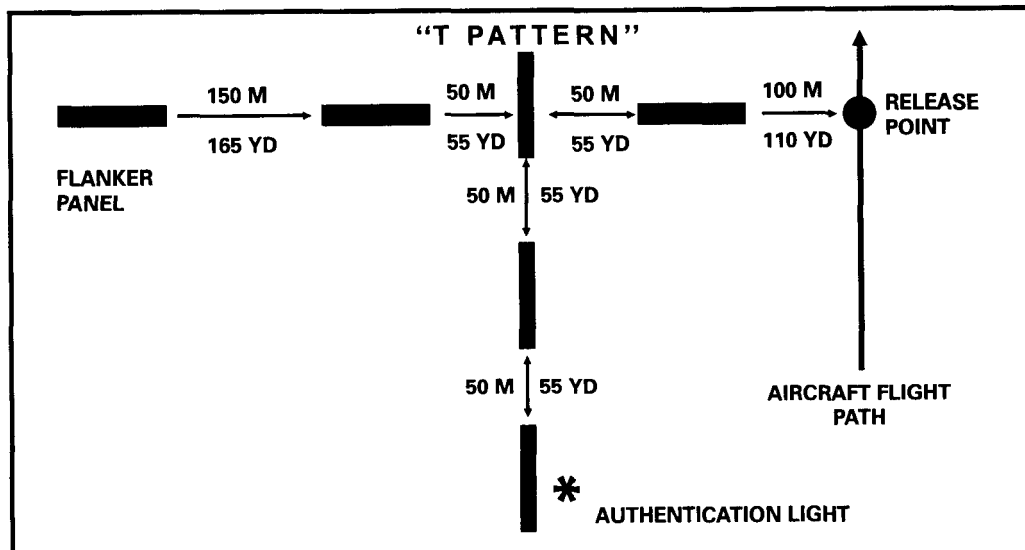 "T PATTERN"
150 M
50 M
50 M
100 M
165 YD
55 YD
55 YD
110 YD
RELEASE
POINT
FLANKER
PANEL
50 M
55 YD
50 M
55 YD
AIRCRAFT FLIGHT
PATH
* AUTHENTICATION LIGHT